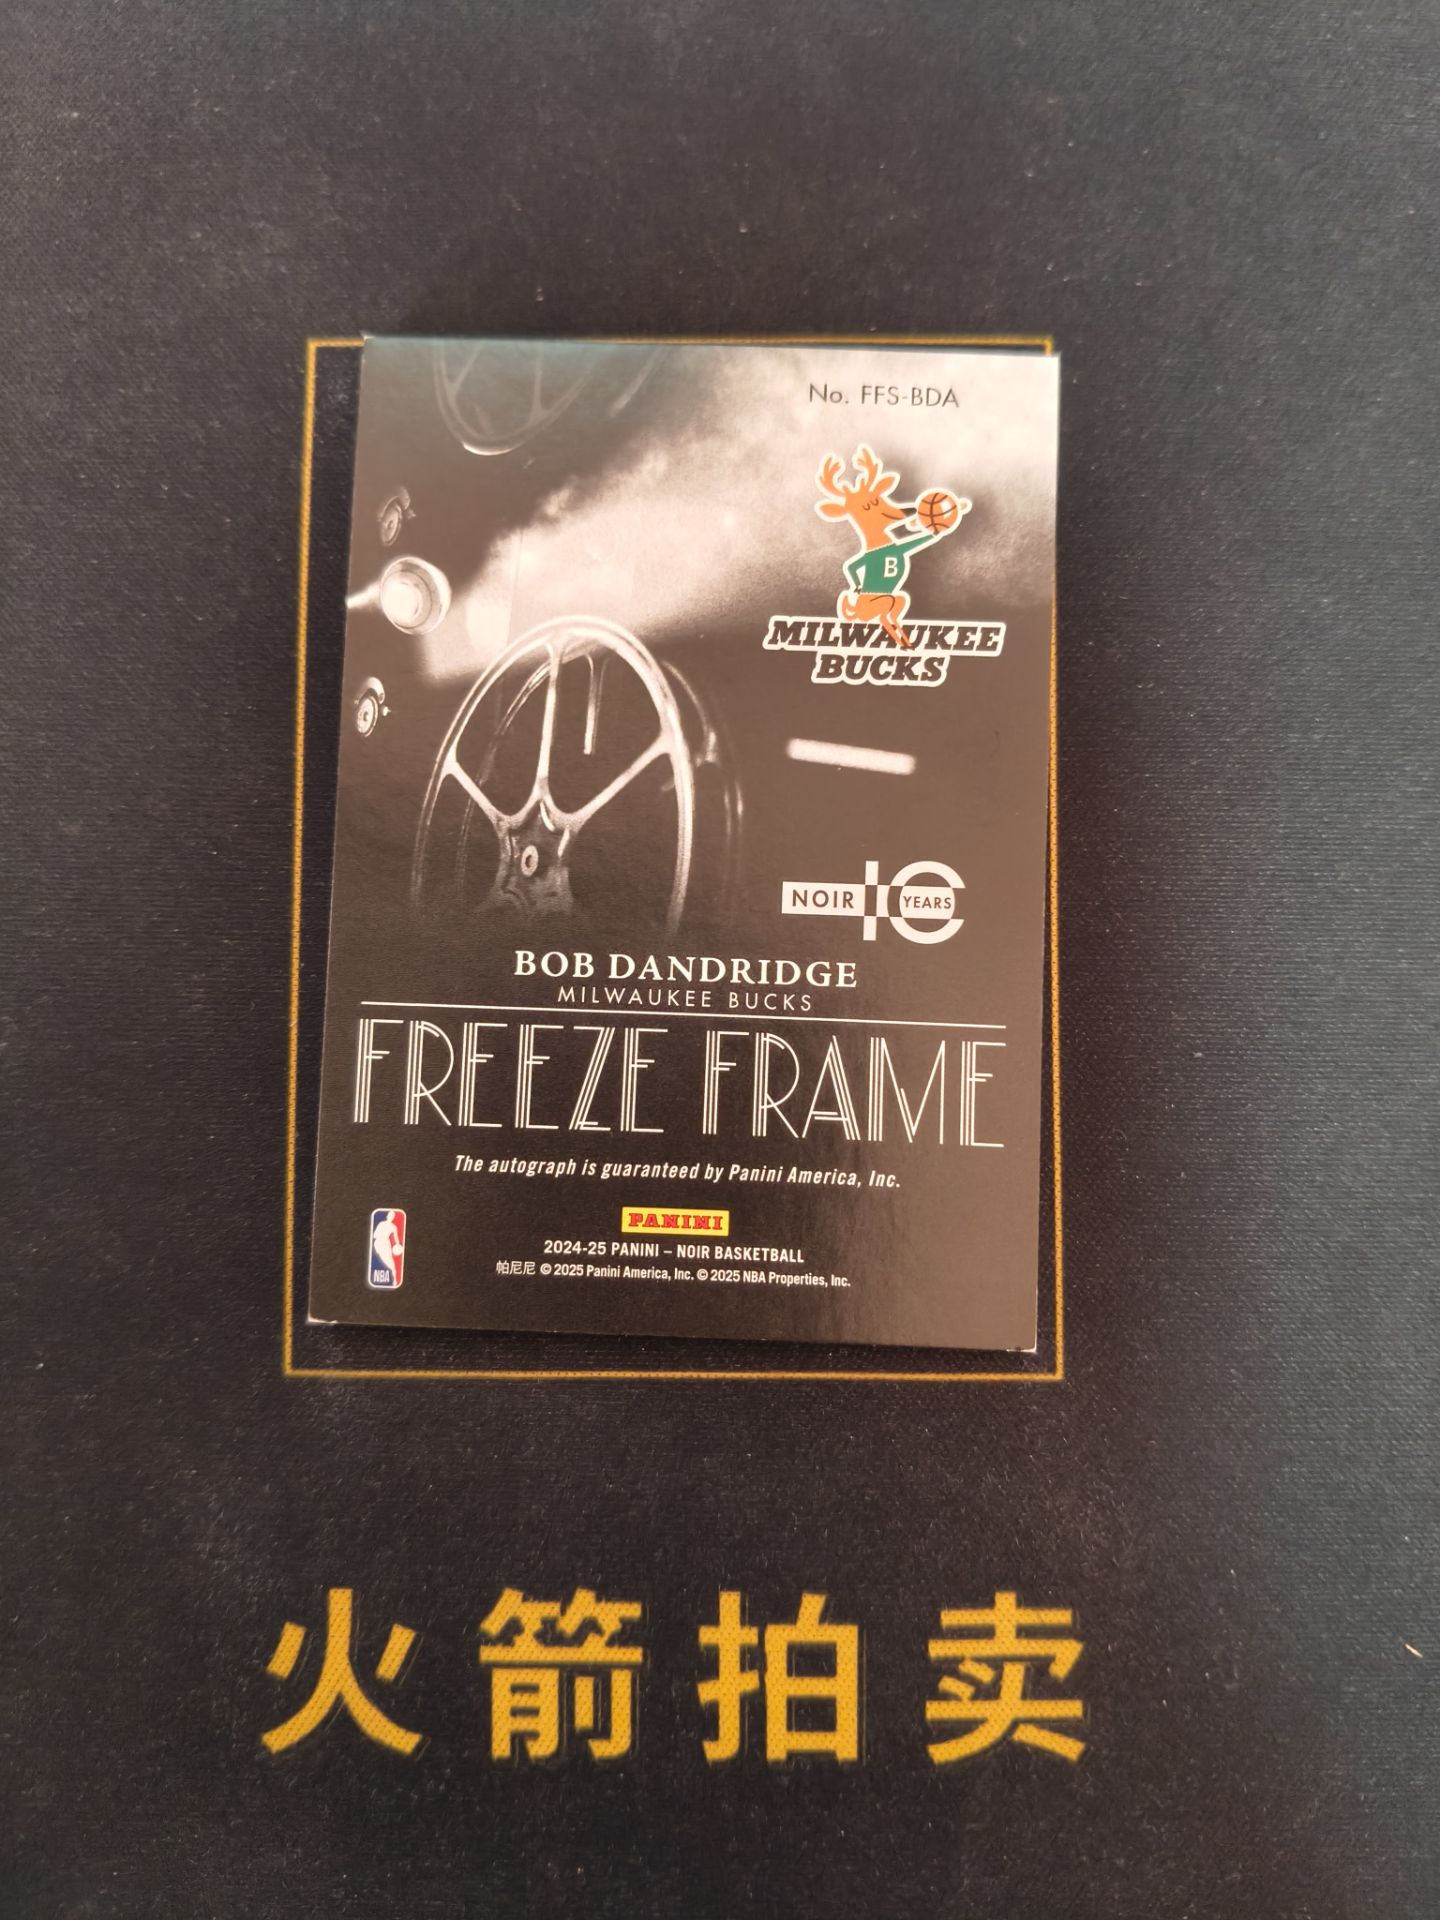 No. FFS-BDA
B
MILWAUKEE
BUCKS
NOIR 10 YEARS
BOB DANDRIDGE
MILWAUKEE BUCKS
FREEZE FRAME
The autograph is guaranteed by Panini America, Inc.
PANINI
NBA
2024-25 PANINI – NOIR BASKETBALL
帕尼尼 © 2025 Panini America, Inc. © 2025 NBA Properties, Inc.
火箭拍卖